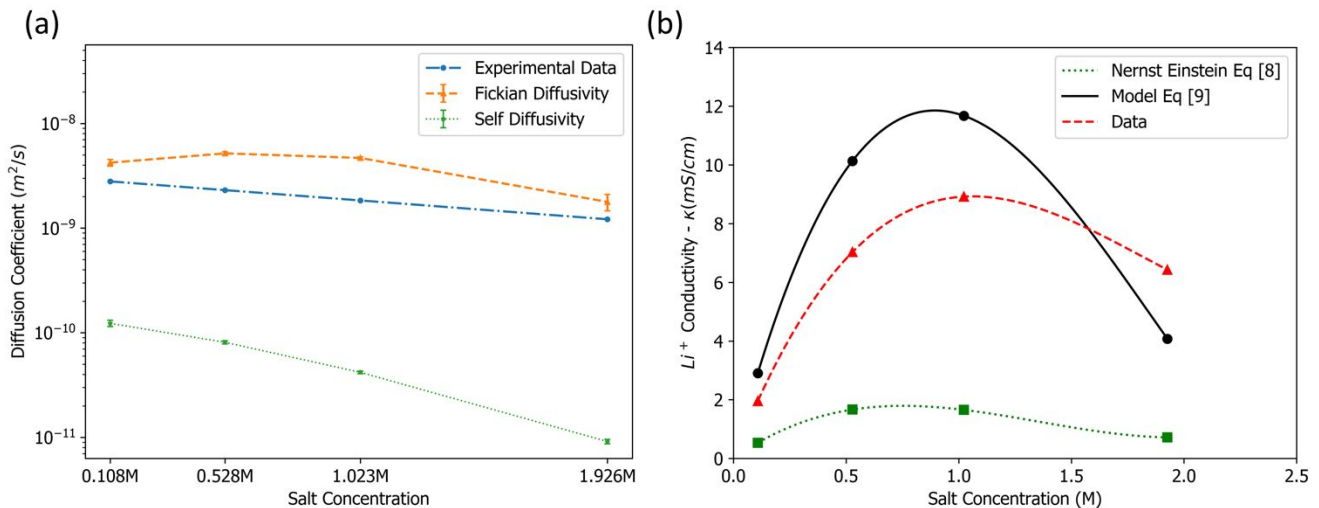 (a)
Experimental Data
Fickian Diffusivity
Self Diffusivity
Diffusion Coefficient (m²/s)
10⁻⁸
10⁻⁹
10⁻¹⁰
10⁻¹¹
0.108M 0.528M 1.023M 1.926M
Salt Concentration
(b)
Nernst Einstein Eq [8]
Model Eq [9]
Data
Li⁺ Conductivity - κ(mS/cm)
14
12
10
8
6
4
2
0
0.0 0.5 1.0 1.5 2.0 2.5
Salt Concentration (M)